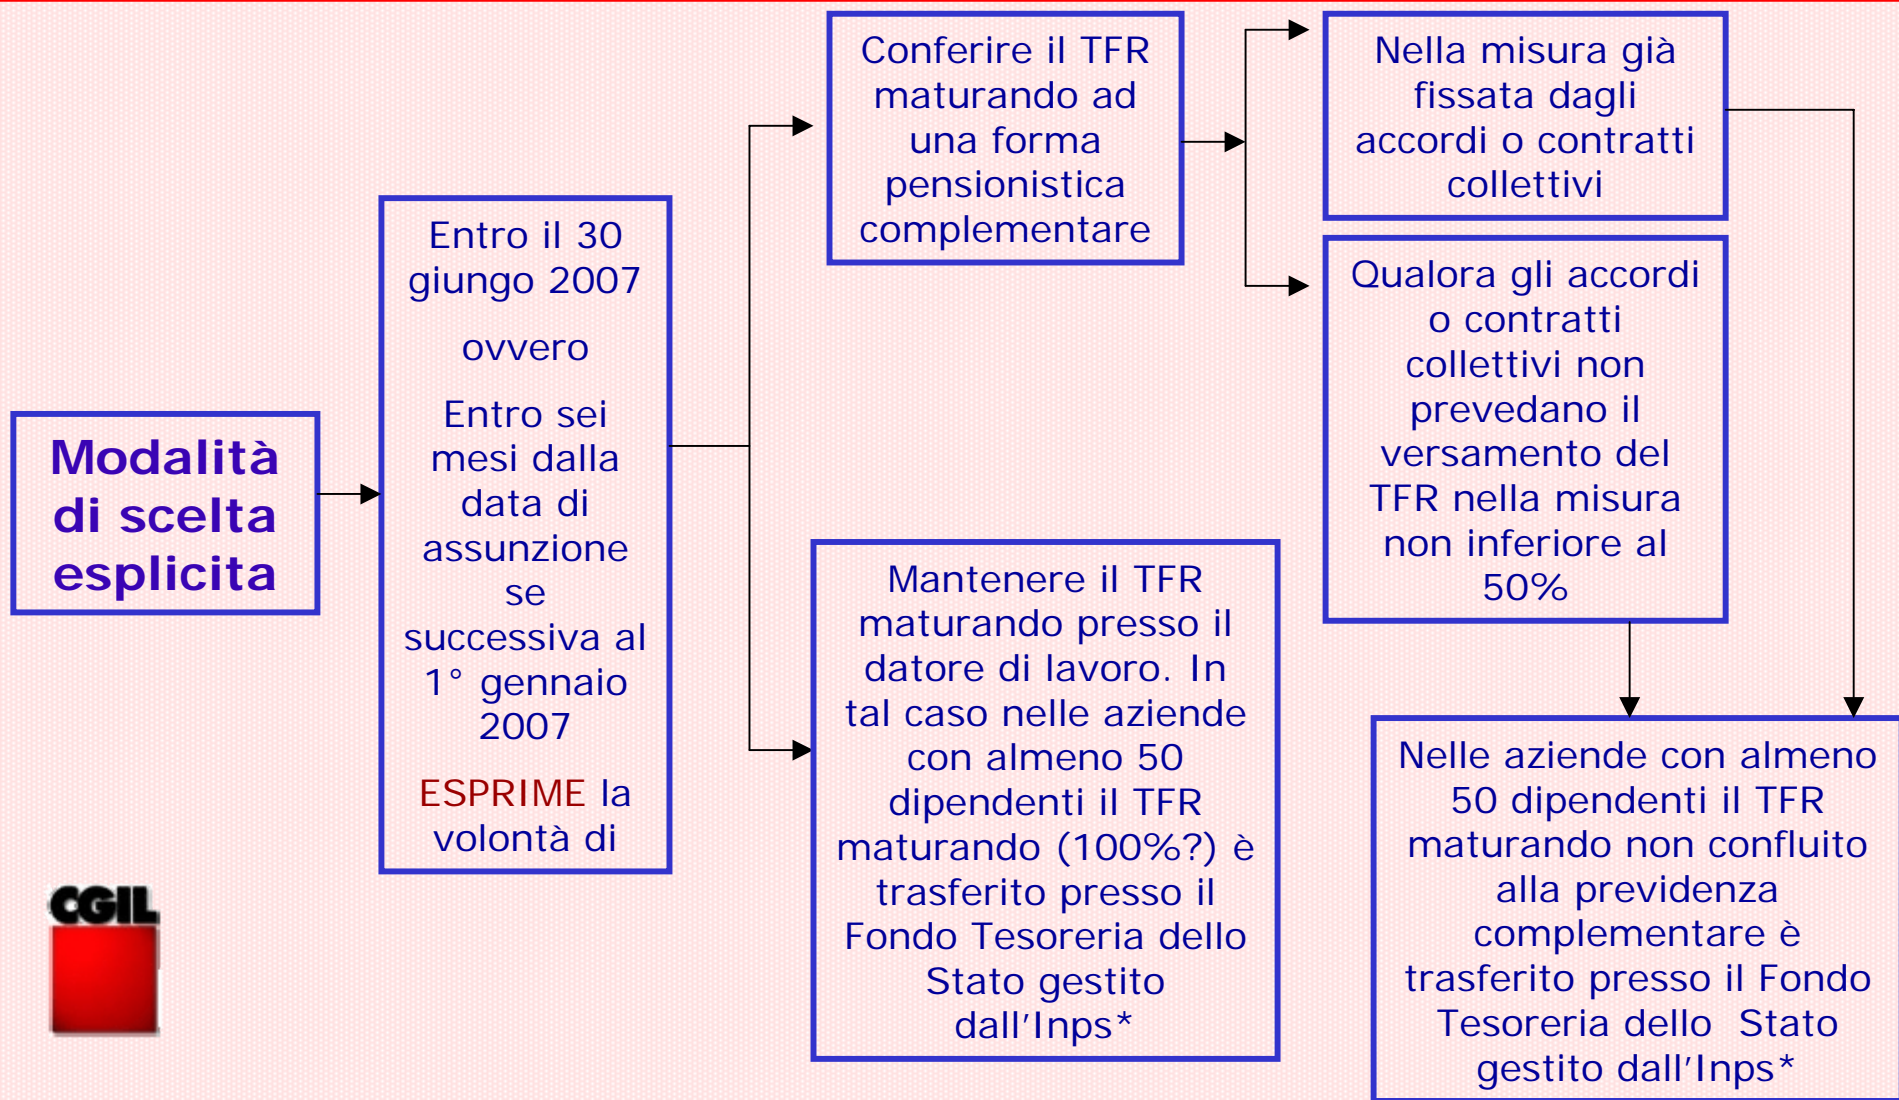 Modalità
di scelta
esplicita
Entro il 30
giungo 2007
ovvero
Entro sei
mesi dalla
data di
assunzione
se
successiva al
1° gennaio
2007
ESPRIME la
volontà di
Conferire il TFR
maturando ad
una forma
pensionistica
complementare
Nella misura già
fissata dagli
accordi o contratti
collettivi
Qualora gli accordi
o contratti
collettivi non
prevedano il
versamento del
TFR nella misura
non inferiore al
50%
Mantenere il TFR
maturando presso il
datore di lavoro. In
tal caso nelle aziende
con almeno 50
dipendenti il TFR
maturando (100%?) è
trasferito presso il
Fondo Tesoreria dello
Stato gestito
dall'Inps*
Nelle aziende con almeno
50 dipendenti il TFR
maturando non confluito
alla previdenza
complementare è
trasferito presso il Fondo
Tesoreria dello Stato
gestito dall'Inps*
CGIL